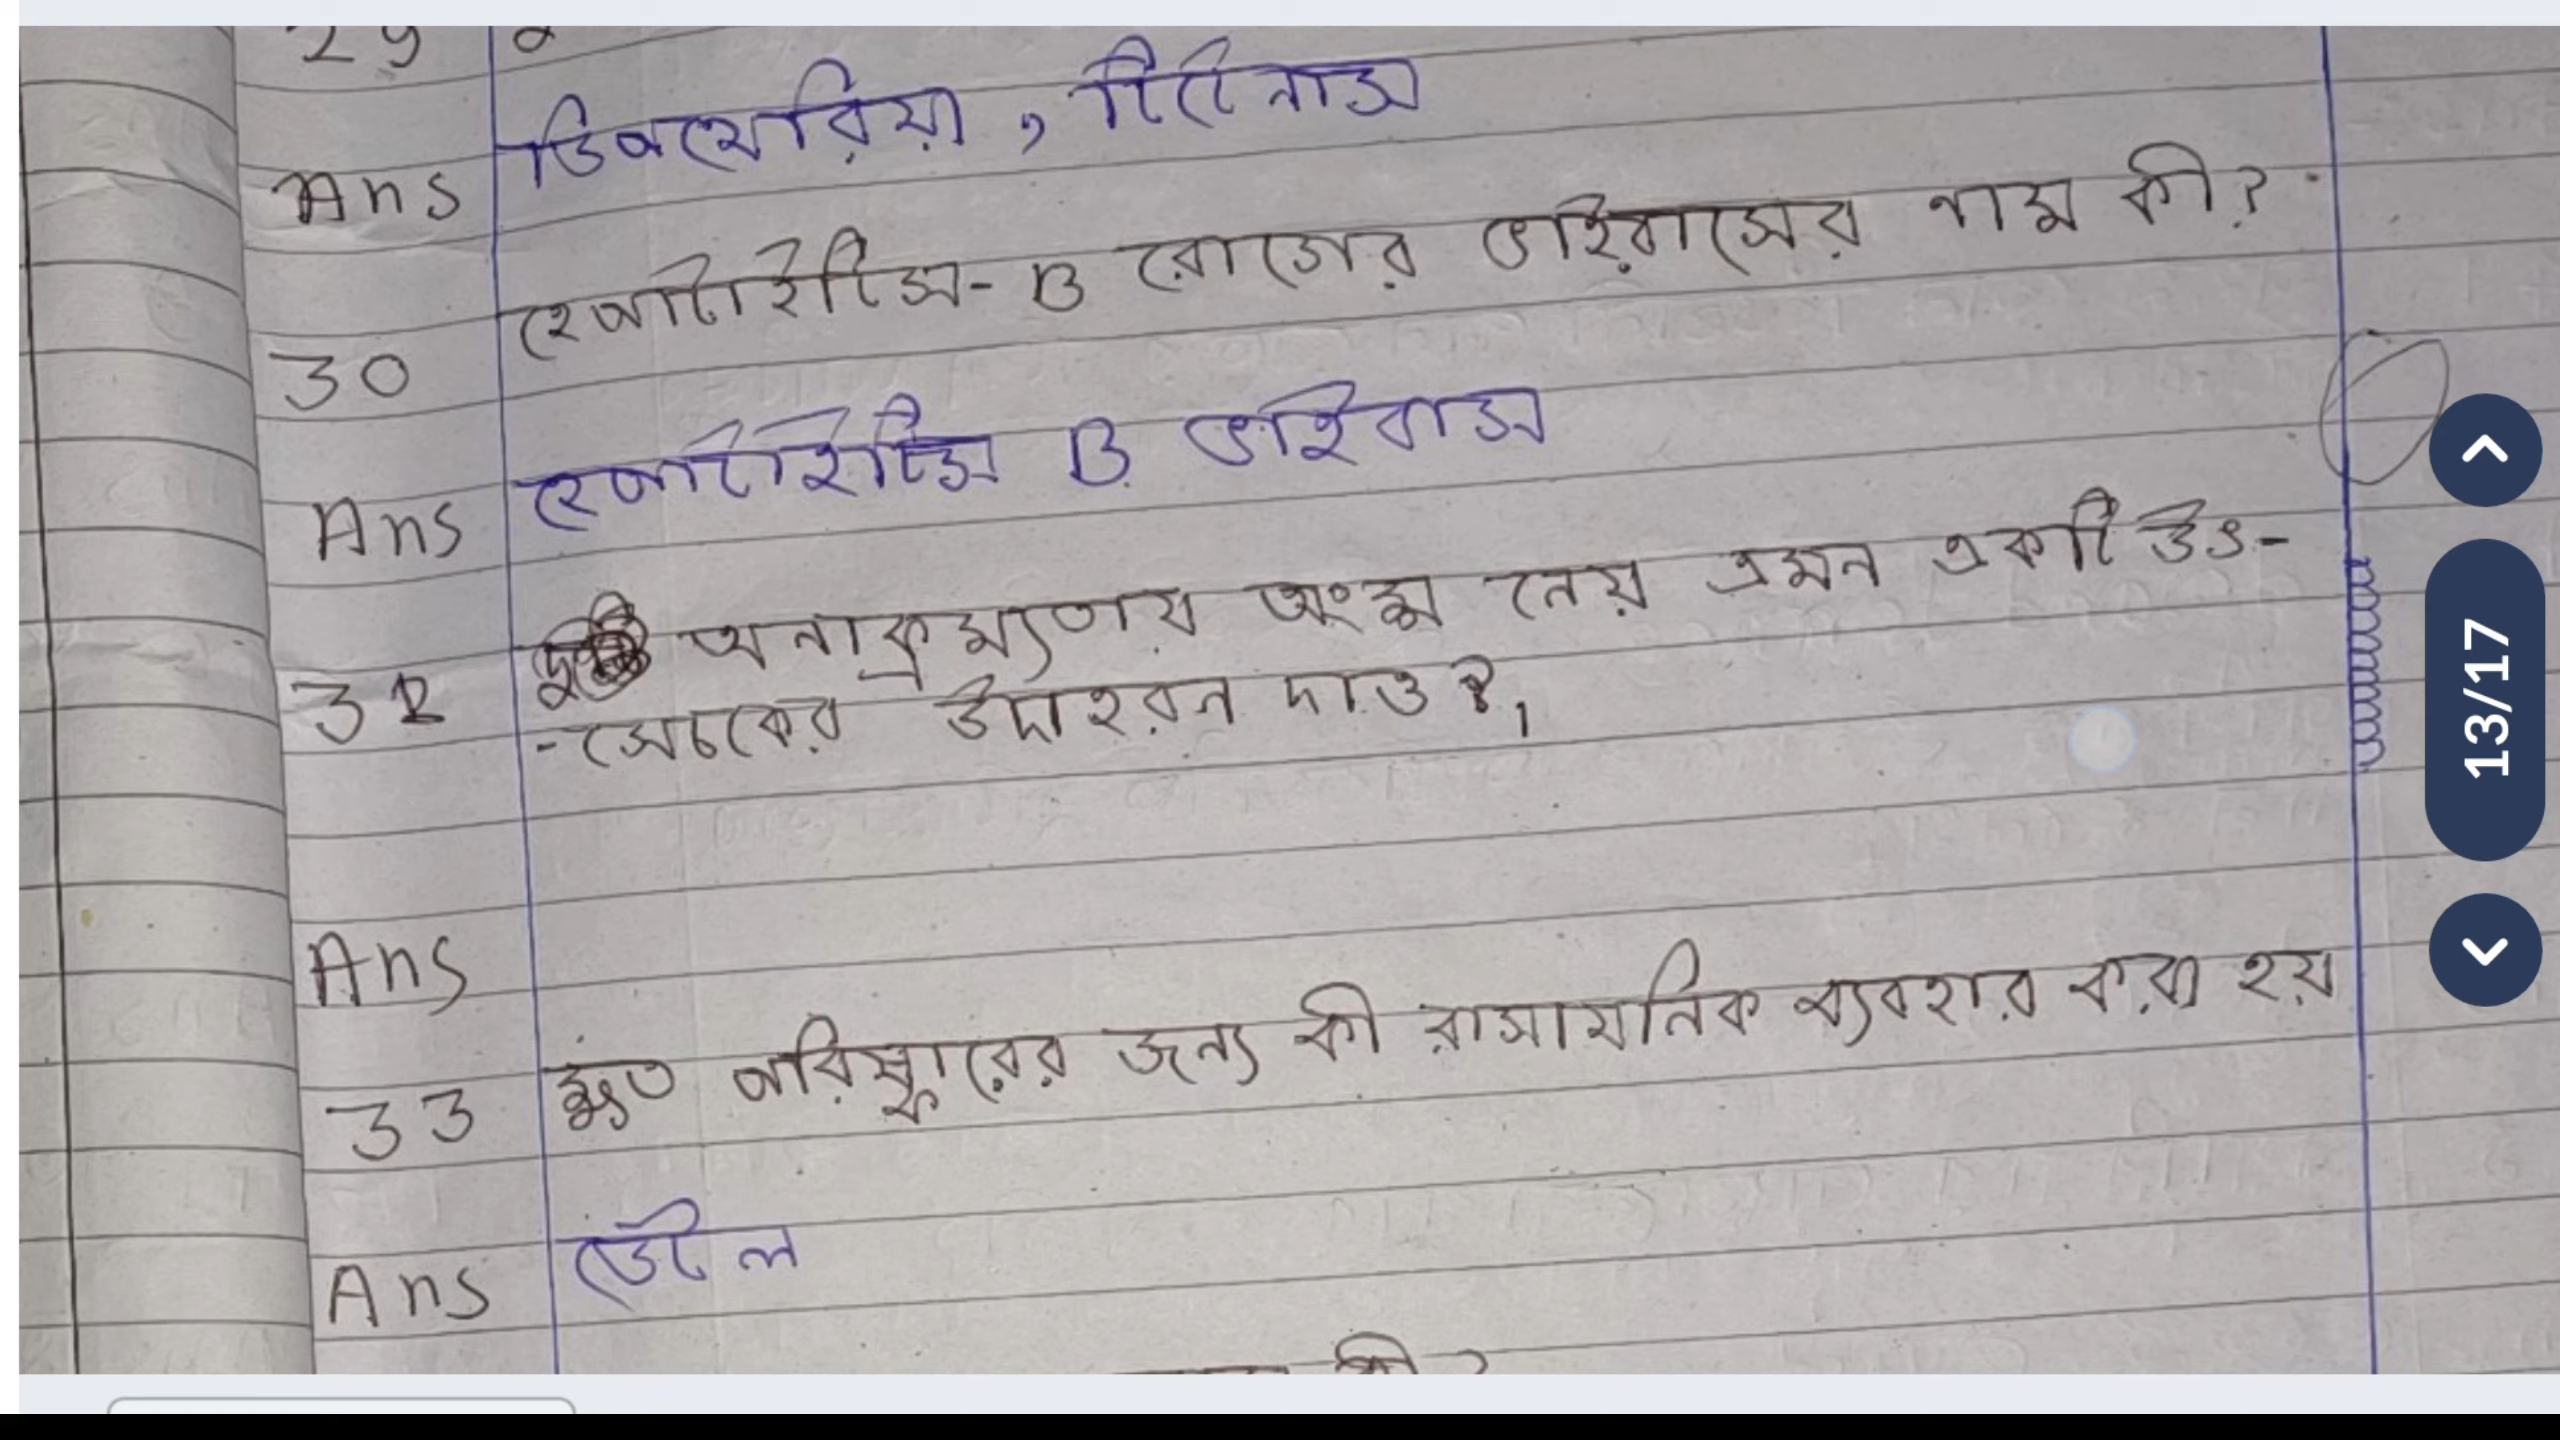 29
Ans ডিপথেরিয়া , টিটেনাস
30 হেপাটাইটিস- B রোগের ভাইরাসের নাম কী?
Ans হেপাটাইটিস B ভাইরাস
32 অনাক্রম্যতায় অংশ নেয় এমন একটি উৎ-
-সেচকের উদাহরন দাও?
Ans
33 ক্ষত পরিস্কারের জন্য কী রাসায়নিক ব্যবহার করা হয়
Ans ডেটল
কী?
13/17